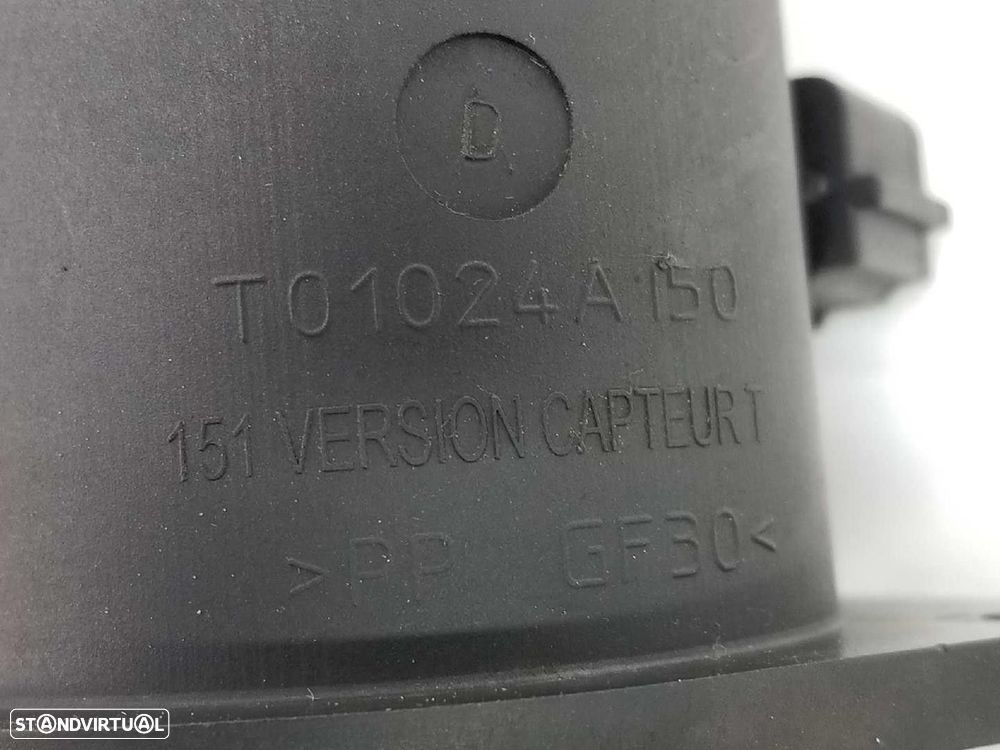 D
T01024A150
151 VERSION CAPTEUR T
>PP GF30<
STANDVIRTUAL